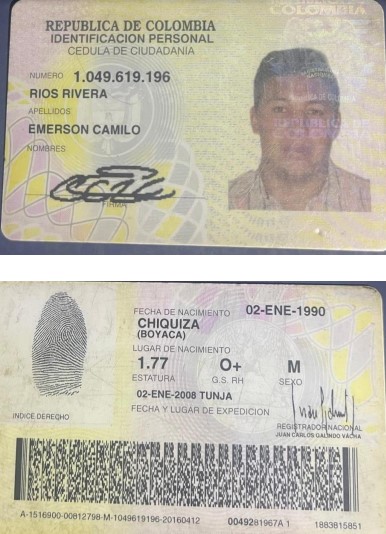 COLOMBIA
REPUBLICA DE COLOMBIA
IDENTIFICACION PERSONAL
CEDULA DE CIUDADANIA
NUMERO 1.049.619.196
RIOS RIVERA
APELLIDOS
EMERSON CAMILO
NOMBRES
FIRMA
FECHA DE NACIMIENTO 02-ENE-1990
CHIQUIZA
(BOYACA)
LUGAR DE NACIMIENTO
1.77 O+ M
ESTATURA G.S. RH SEXO
02-ENE-2008 TUNJA
FECHA Y LUGAR DE EXPEDICION
INDICE DERECHO
REGISTRADOR NACIONAL
JUAN CARLOS GALINDO VACHA
A-1516900-00812798-M-1049619196-20160412 0049281967A 1 1883815851